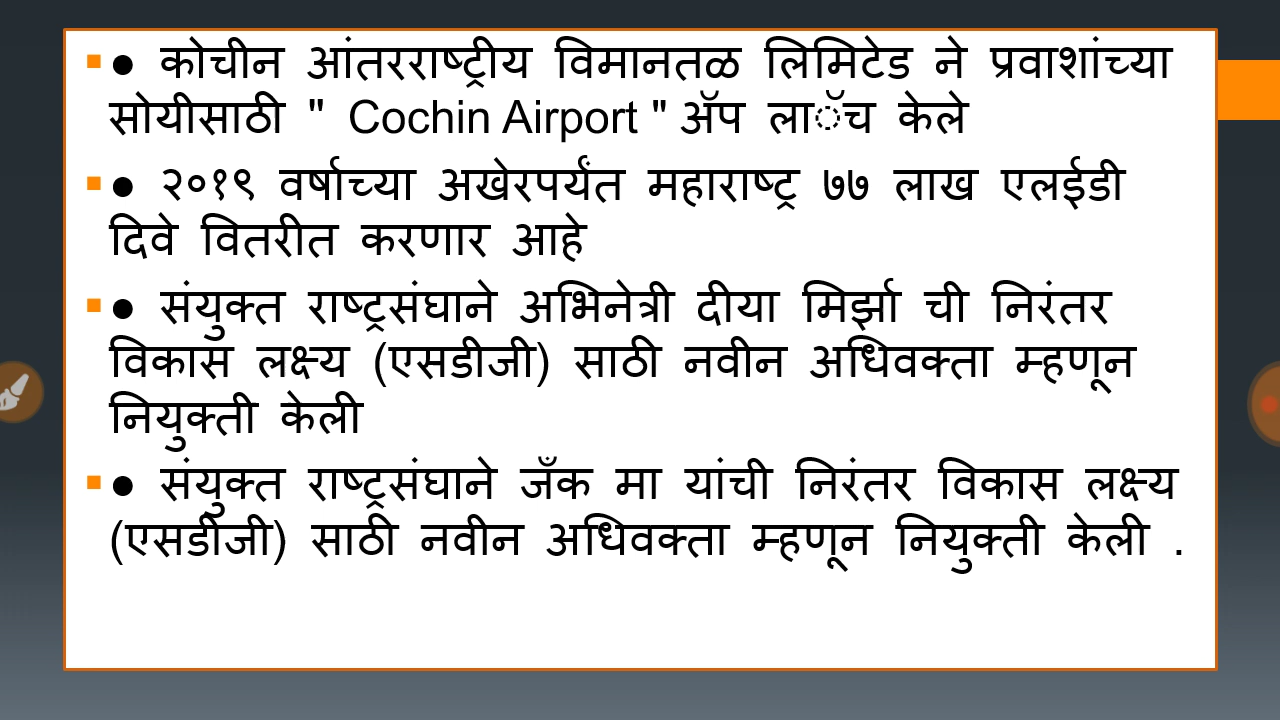 ● कोचीन आंतरराष्ट्रीय विमानतळ लिमिटेड ने प्रवाशांच्या
सोयीसाठी " Cochin Airport " ॲप लाॅच केले
● २०१९ वर्षाच्या अखेरपर्यंत महाराष्ट्र ७७ लाख एलईडी
दिवे वितरीत करणार आहे
● संयुक्त राष्ट्रसंघाने अभिनेत्री दीया मिर्झा ची निरंतर
विकास लक्ष्य (एसडीजी) साठी नवीन अधिवक्ता म्हणून
नियुक्ती केली
● संयुक्त राष्ट्रसंघाने जॅंक मा यांची निरंतर विकास लक्ष्य
(एसडीजी) साठी नवीन अधिवक्ता म्हणून नियुक्ती केली .